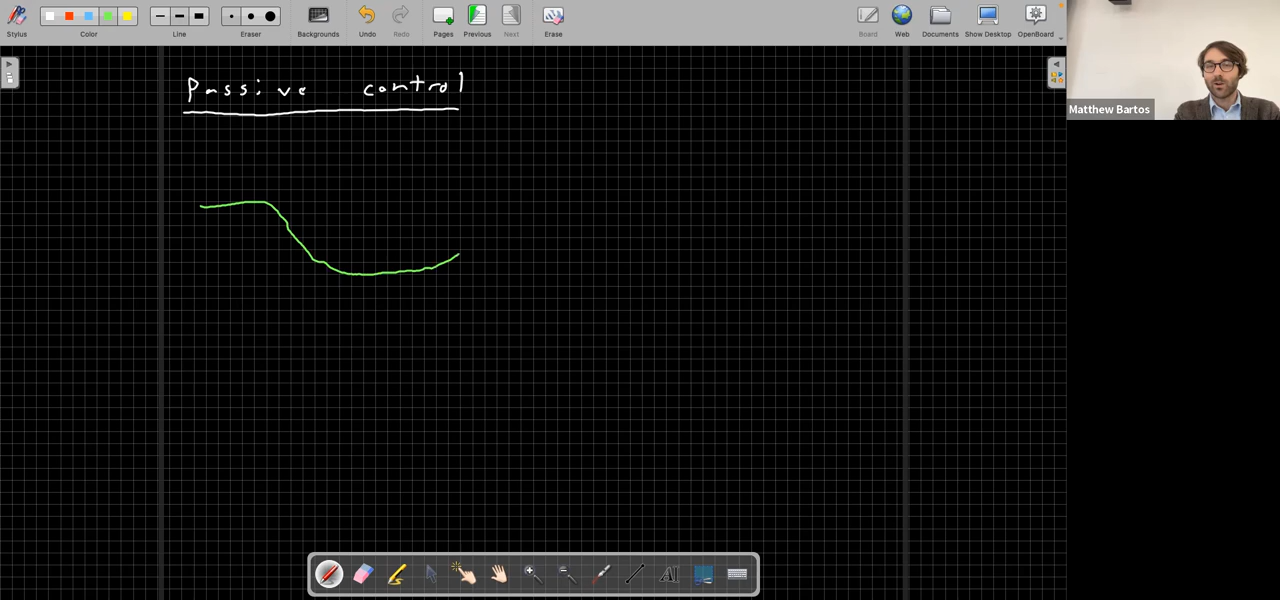 Stylus Color Line Eraser Backgrounds Undo Redo Pages Previous Next Erase Board Web Documents Show Desktop OpenBoard
Passive control
Matthew Bartos
AI